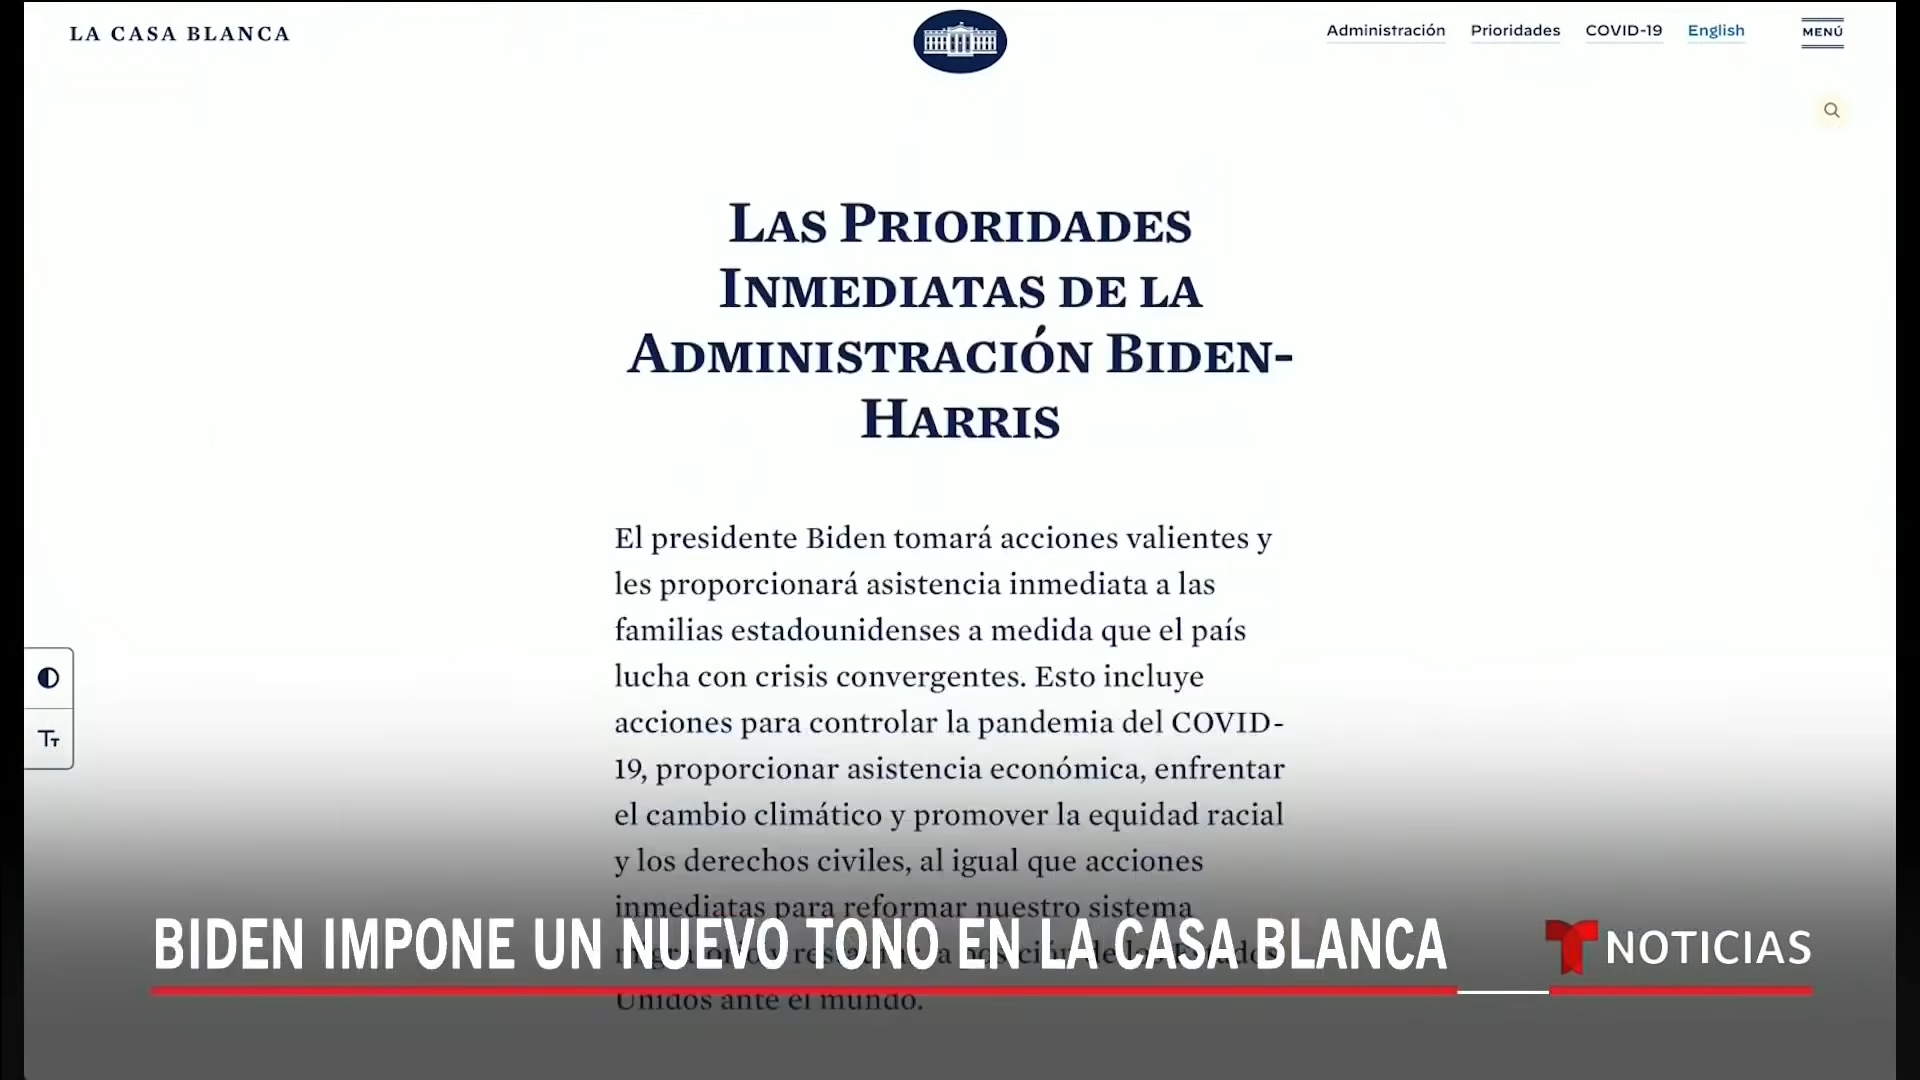 LA CASA BLANCA
Administración Prioridades COVID-19 English MENÚ
LAS PRIORIDADES
INMEDIATAS DE LA
ADMINISTRACIÓN BIDEN-
HARRIS
El presidente Biden tomará acciones valientes y
les proporcionará asistencia inmediata a las
familias estadounidenses a medida que el país
lucha con crisis convergentes. Esto incluye
acciones para controlar la pandemia del COVID-
19, proporcionar asistencia económica, enfrentar
el cambio climático y promover la equidad racial
y los derechos civiles, al igual que acciones
inmediatas para reformar nuestro sistema
Unidos ante el mundo.
Tт
BIDEN IMPONE UN NUEVO TONO EN LA CASA BLANCA
NOTICIAS